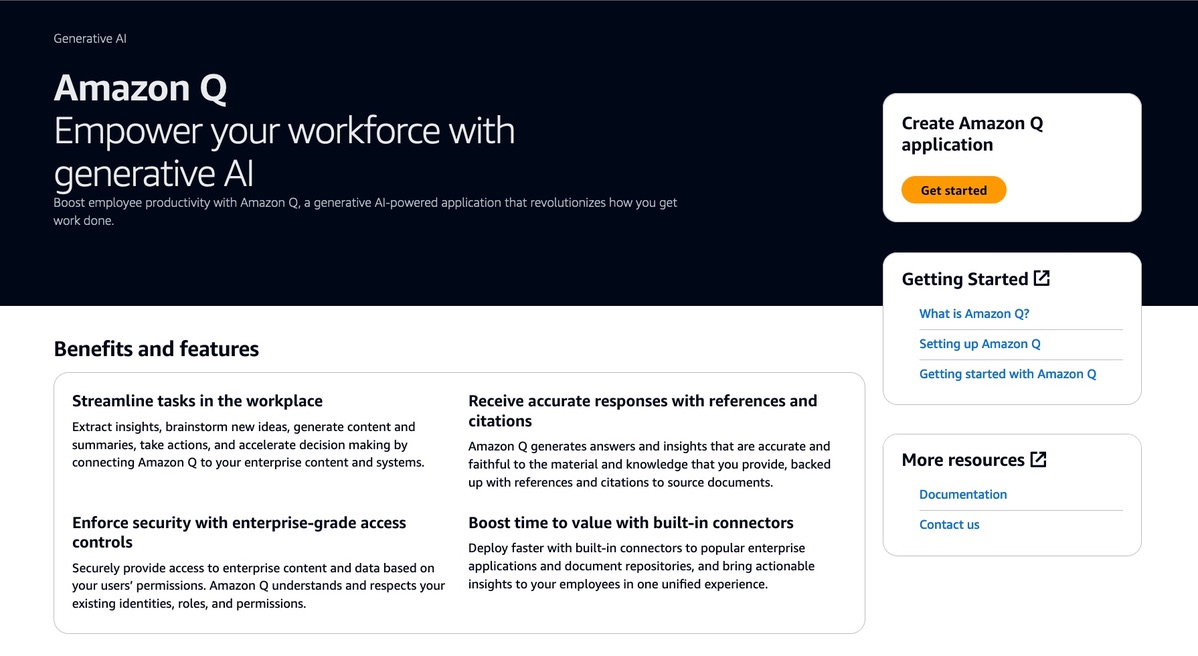 Generative AI
Amazon Q
Empower your workforce with
generative AI
Boost employee productivity with Amazon Q, a generative AI-powered application that revolutionizes how you get
work done.
Create Amazon Q
application
Get started
Getting Started
What is Amazon Q?
Setting up Amazon Q
Getting started with Amazon Q
More resources
Documentation
Contact us
Benefits and features
Streamline tasks in the workplace
Extract insights, brainstorm new ideas, generate content and
summaries, take actions, and accelerate decision making by
connecting Amazon Q to your enterprise content and systems.
Receive accurate responses with references and
citations
Amazon Q generates answers and insights that are accurate and
faithful to the material and knowledge that you provide, backed
up with references and citations to source documents.
Enforce security with enterprise-grade access
controls
Securely provide access to enterprise content and data based on
your users’ permissions. Amazon Q understands and respects your
existing identities, roles, and permissions.
Boost time to value with built-in connectors
Deploy faster with built-in connectors to popular enterprise
applications and document repositories, and bring actionable
insights to your employees in one unified experience.